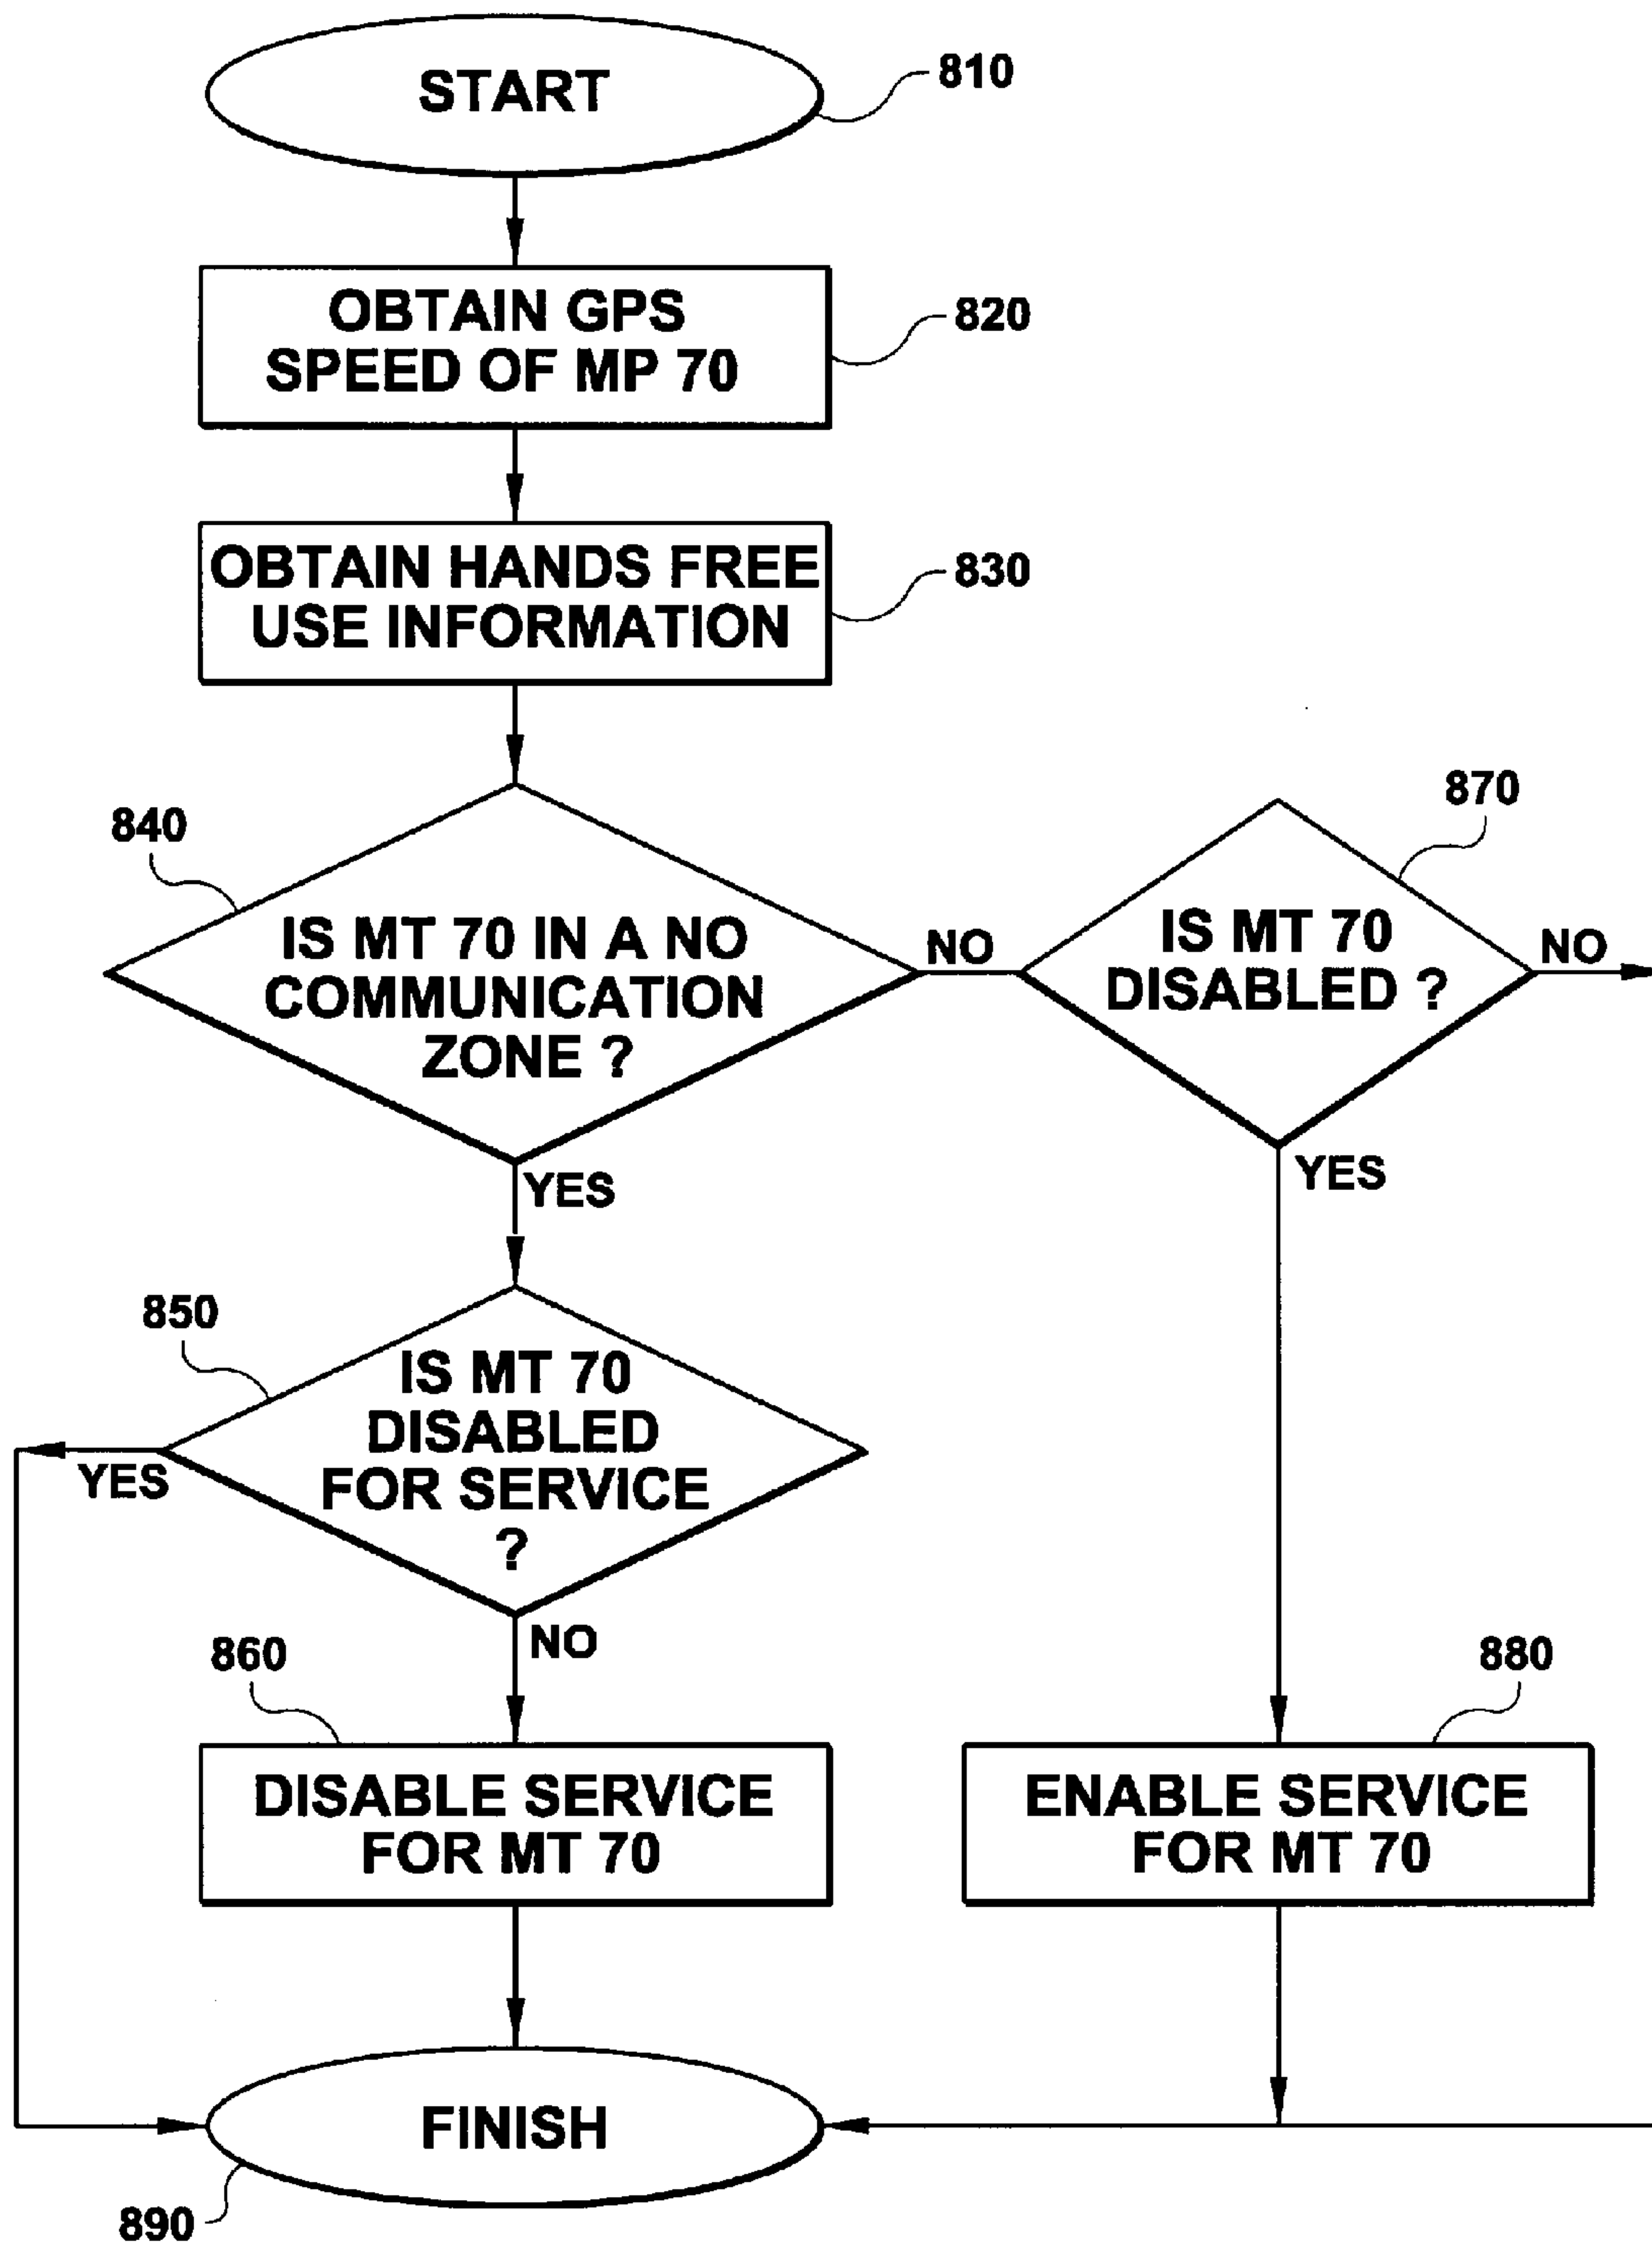 START
810
OBTAIN GPS
SPEED OF MP 70
820
OBTAIN HANDS FREE
USE INFORMATION
830
840
IS MT 70 IN A NO
COMMUNICATION
ZONE ?
NO
YES
870
IS MT 70
DISABLED ?
NO
YES
850
IS MT 70
DISABLED
FOR SERVICE
?
YES
NO
860
DISABLE SERVICE
FOR MT 70
880
ENABLE SERVICE
FOR MT 70
FINISH
890